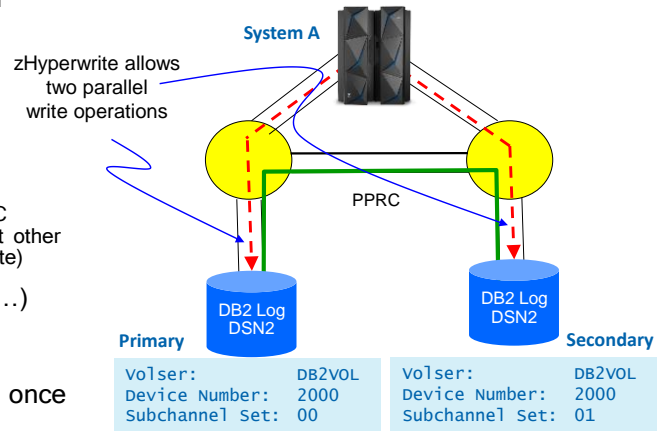 System A
zHyperwrite allows
two parallel
write operations
PPRC
C
t other
te)
…)
once
DB2 Log
DSN2
DB2 Log
DSN2
Primary
Secondary
Volser: DB2VOL
Device Number: 2000
Subchannel Set: 00
Volser: DB2VOL
Device Number: 2000
Subchannel Set: 01